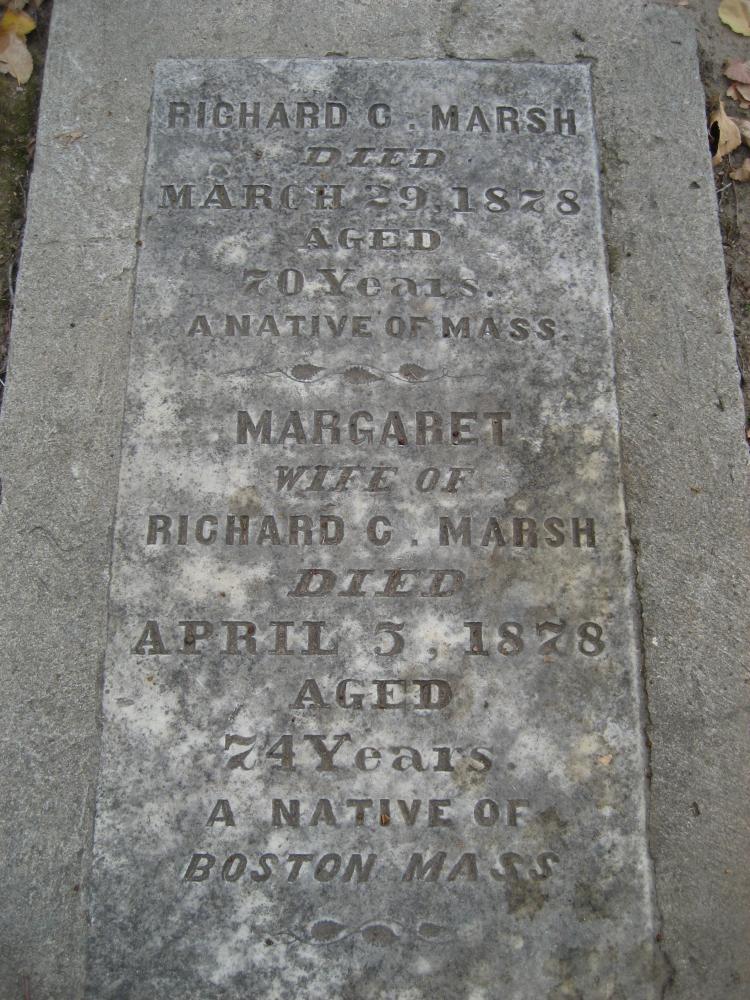 RICHARD C. MARSH
DIED
MARCH 29, 1878
AGED
70 Years.
A NATIVE OF MASS.
MARGARET
WIFE OF
RICHARD C. MARSH
DIED
APRIL 5, 1878
AGED
74 Years.
A NATIVE OF
BOSTON MASS